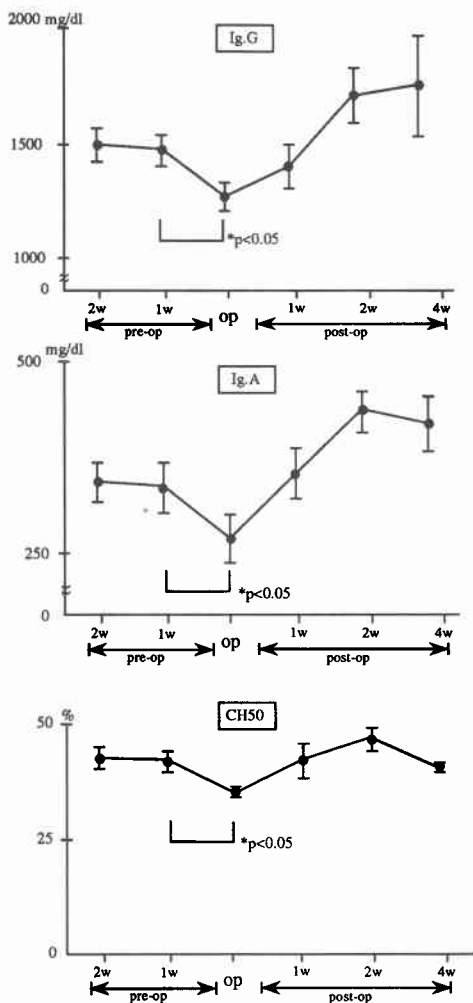 2000 mg/dl
Ig.G
1500
*p<0.05
1000
0
2w 1w op 1w 2w 4w
pre-op post-op
mg/dl
500
Ig.A
250
*p<0.05
0
2w 1w op 1w 2w 4w
pre-op post-op
50 %
CH50
*p<0.05
25
0
2w 1w op 1w 2w 4w
pre-op post-op